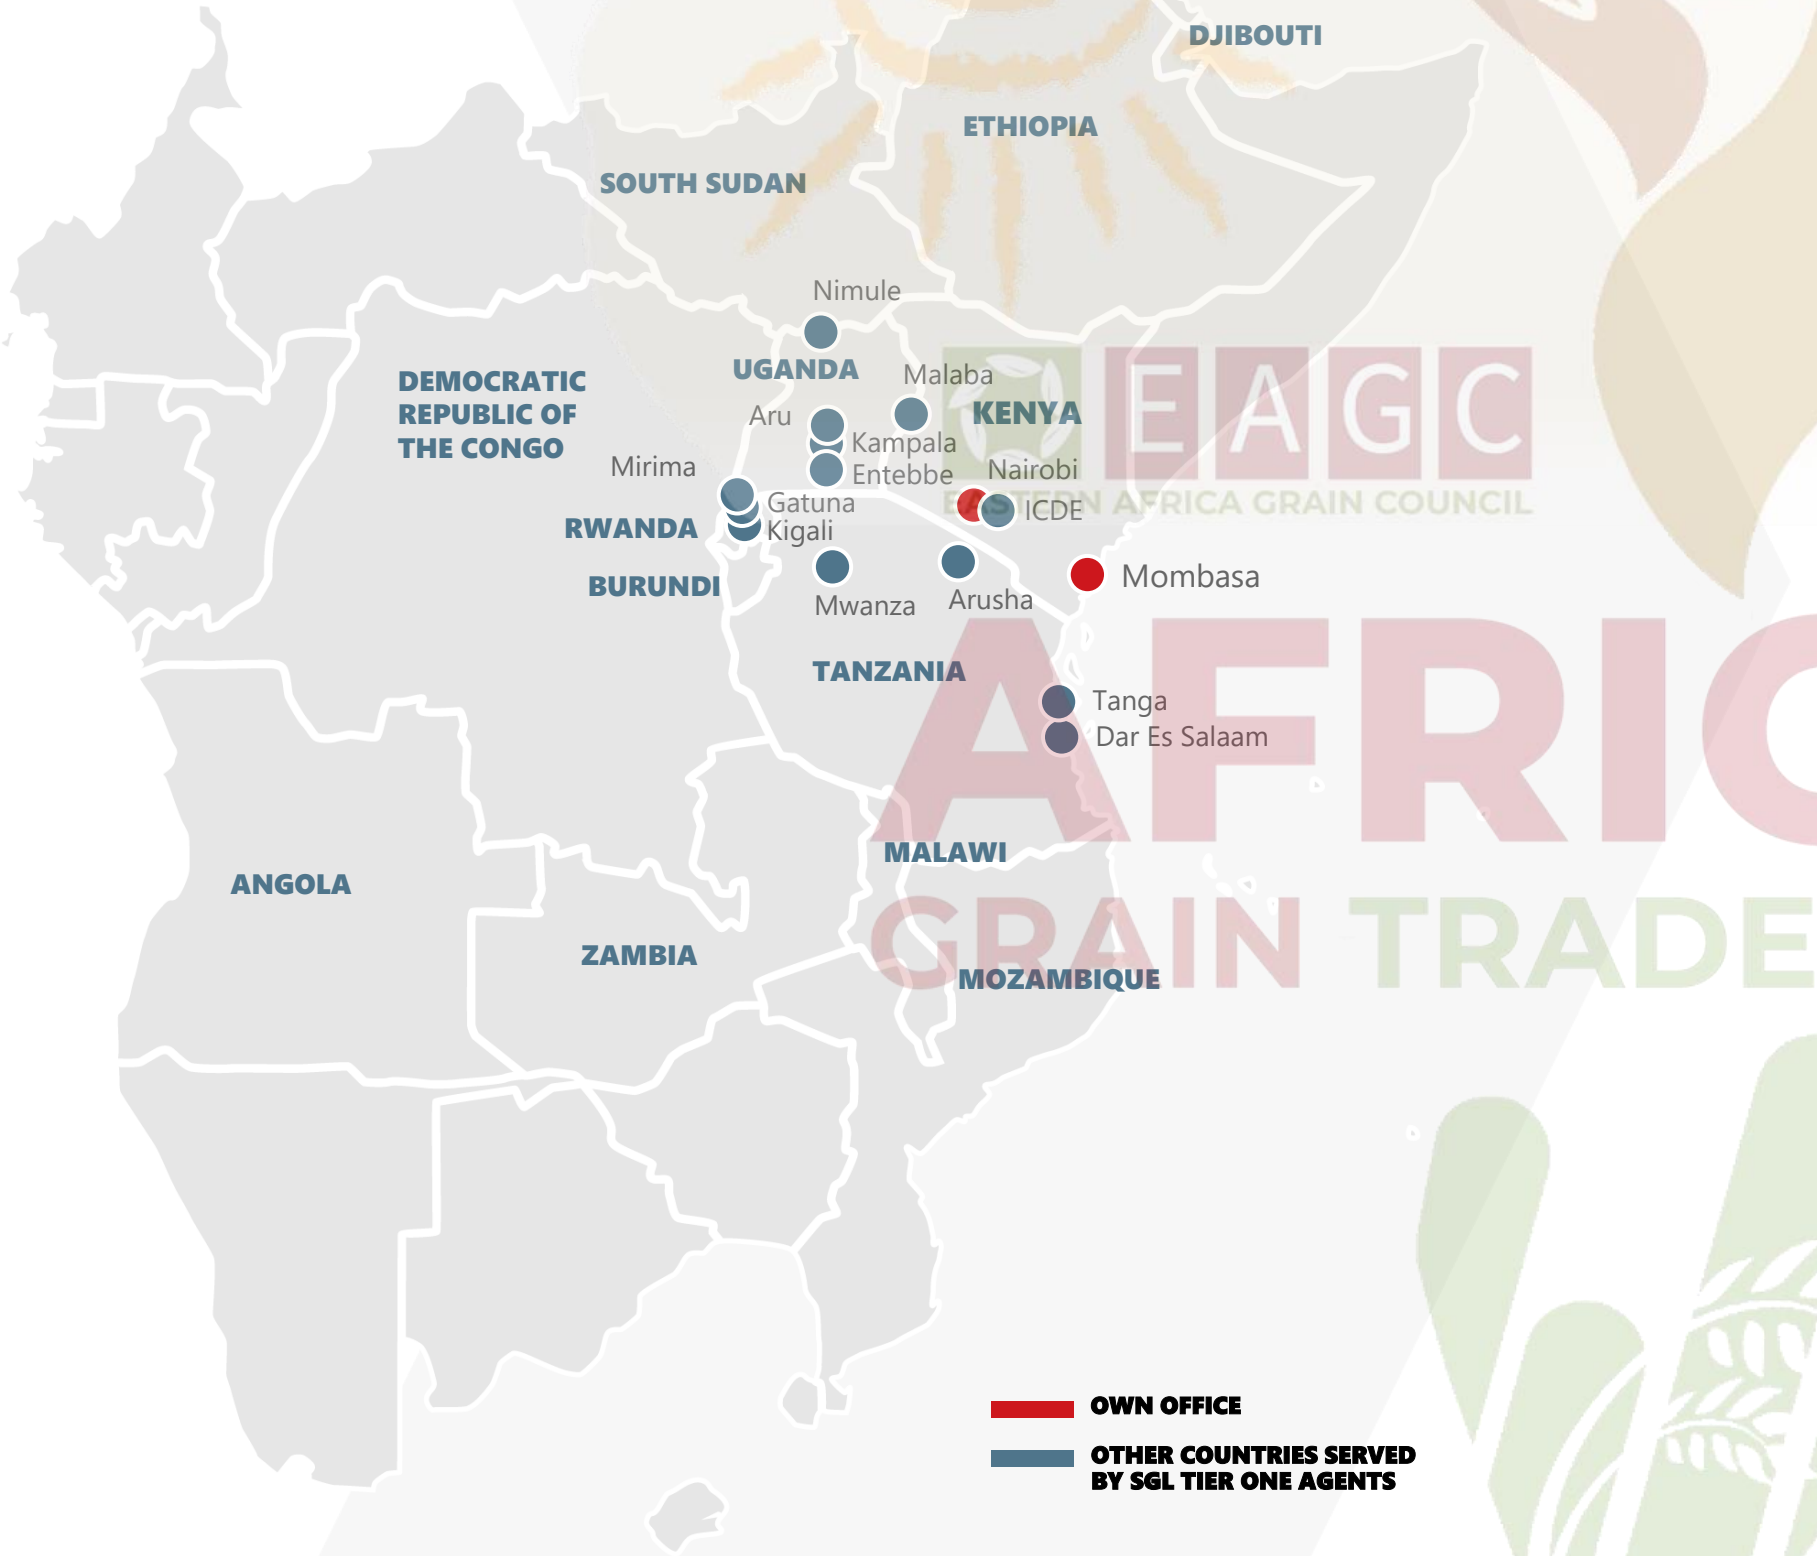 DJIBOUTI
ETHIOPIA
SOUTH SUDAN
Nimule
UGANDA
Malaba
DEMOCRATIC
REPUBLIC OF
THE CONGO
Aru
KENYA
EAGC
Kampala
Mirima
Entebbe
Nairobi
EASTERN AFRICA GRAIN COUNCIL
Gatuna
ICDE
RWANDA
Kigali
BURUNDI
Mombasa
Mwanza
Arusha
TANZANIA
AFRIC
Tanga
Dar Es Salaam
MALAWI
ANGOLA
GRAIN TRADE
ZAMBIA
MOZAMBIQUE
OWN OFFICE
OTHER COUNTRIES SERVED
BY SGL TIER ONE AGENTS